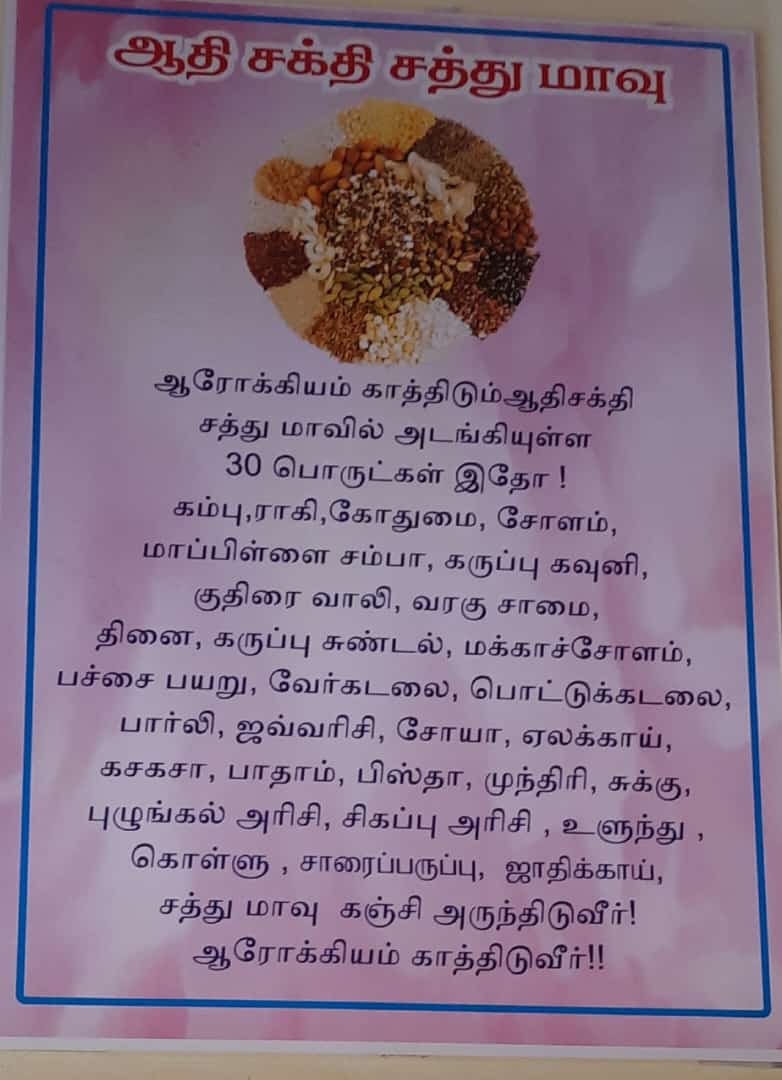 ஆதி சக்தி சத்து மாவு
ஆரோக்கியம் காத்திடும்ஆதிசக்தி
சத்து மாவில் அடங்கியுள்ள
30 பொருட்கள் இதோ !
கம்பு,ராகி,கோதுமை, சோளம்,
மாப்பிள்ளை சம்பா, கருப்பு கவுனி,
குதிரை வாலி, வரகு சாமை,
தினை, கருப்பு சுண்டல், மக்காச்சோளம்,
பச்சை பயறு, வேர்கடலை, பொட்டுக்கடலை,
பார்லி, ஜவ்வரிசி, சோயா, ஏலக்காய்,
கசகசா, பாதாம், பிஸ்தா, முந்திரி, சுக்கு,
புழுங்கல் அரிசி, சிகப்பு அரிசி , உளுந்து ,
கொள்ளு , சாரைப்பருப்பு, ஜாதிக்காய்,
சத்து மாவு கஞ்சி அருந்திடுவீர்!
ஆரோக்கியம் காத்திடுவீர்!!